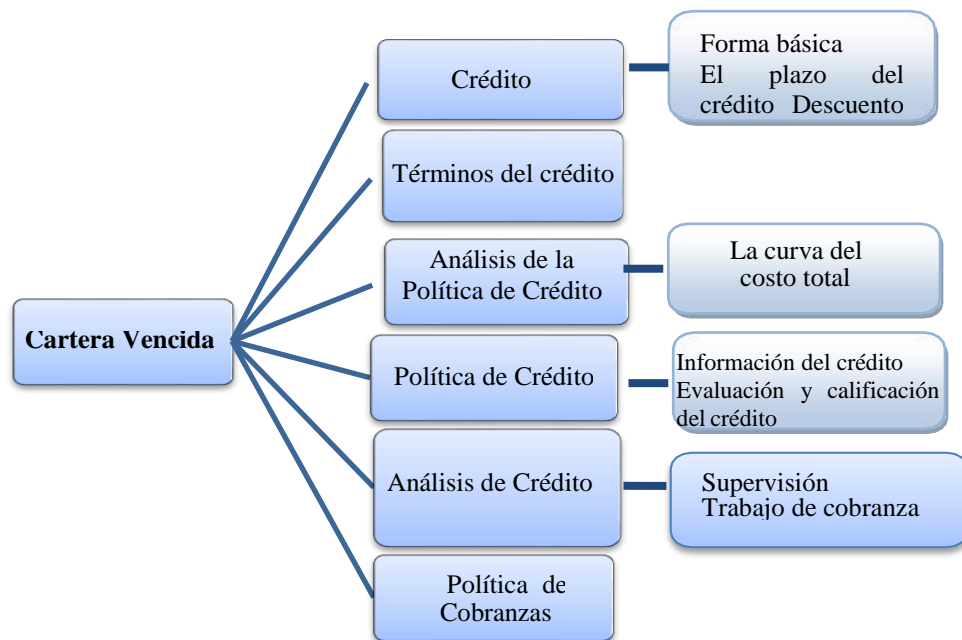 Cartera Vencida
Crédito
Forma básica
El plazo del
crédito Descuento
Términos del crédito
Análisis de la
Política de Crédito
La curva del
costo total
Política de Crédito
Información del crédito
Evaluación y calificación
del crédito
Análisis de Crédito
Supervisión
Trabajo de cobranza
Política de
Cobranzas